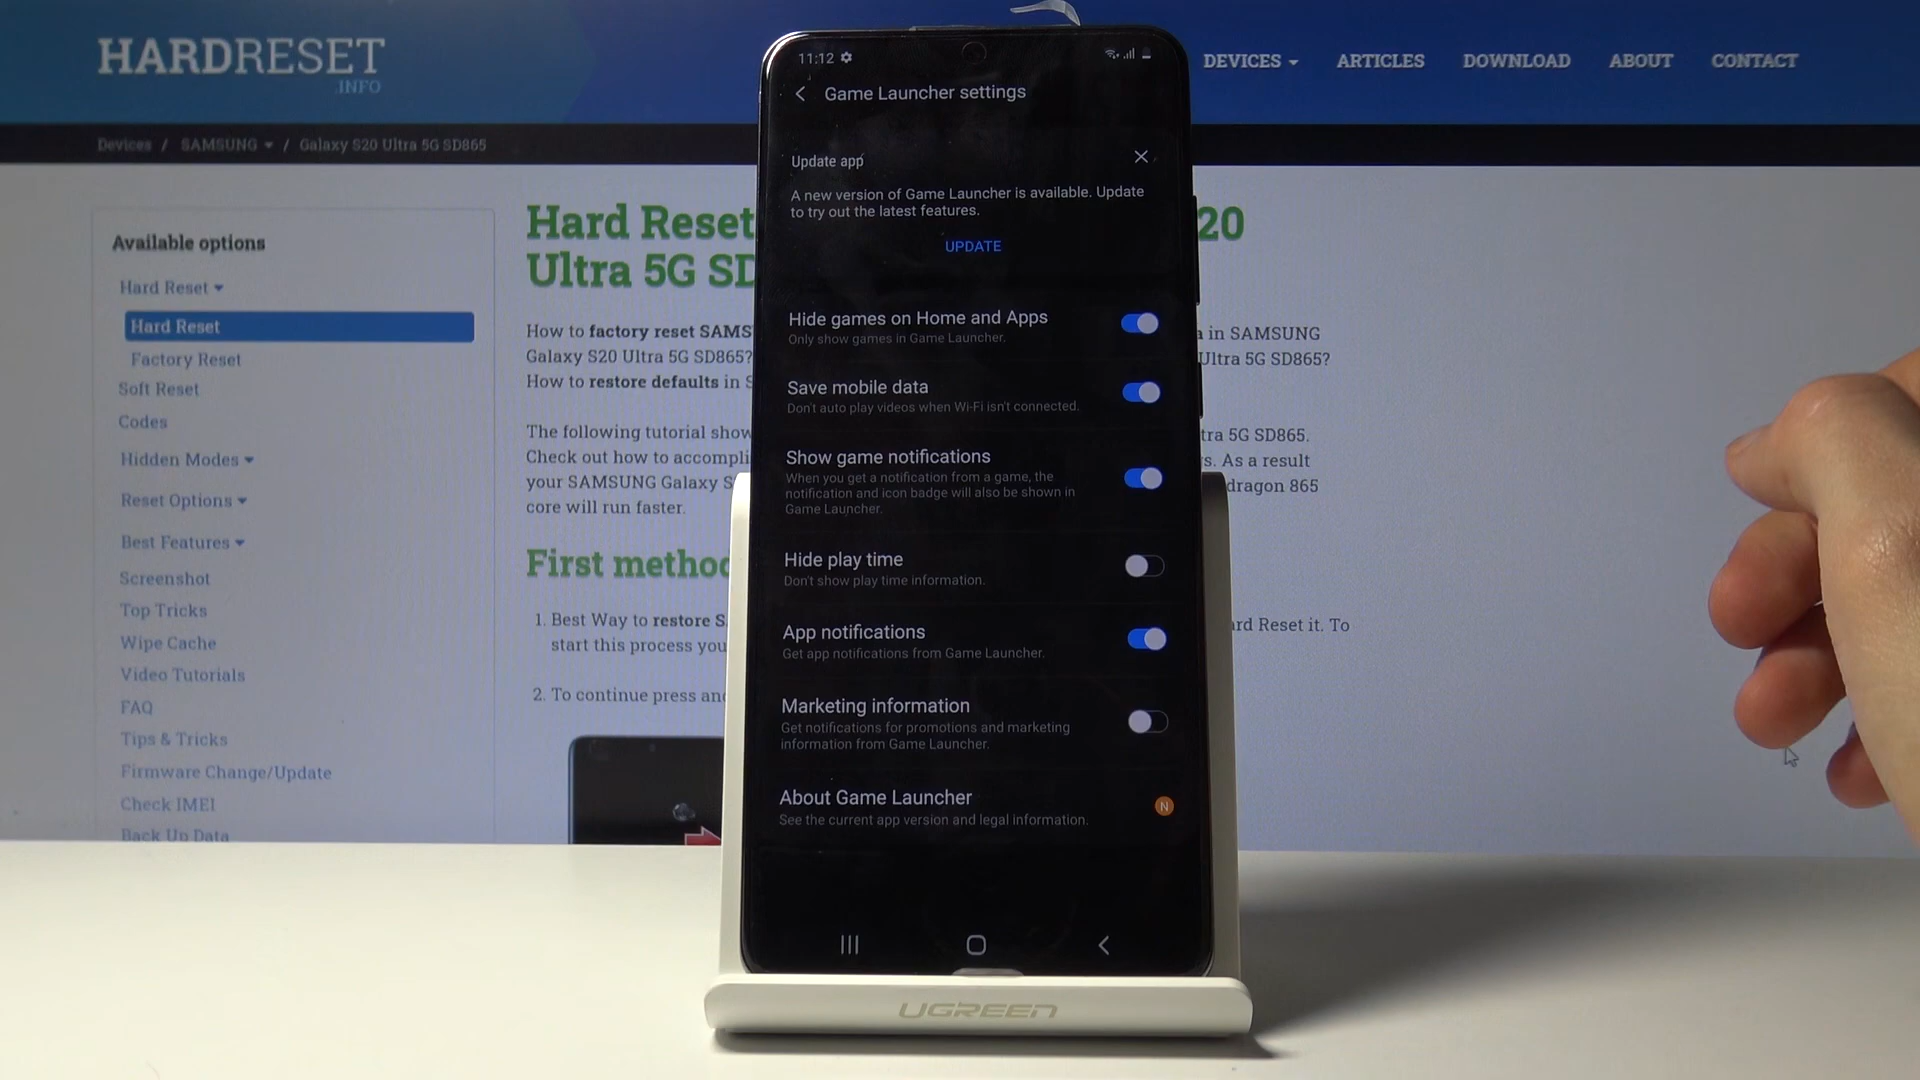 HARDRESET
.INFO
DEVICES
ARTICLES
DOWNLOAD
ABOUT
CONTACT
Devices / SAMSUNG / Galaxy S20 Ultra 5G SD865
Available options
Hard Reset
Hard Reset
Factory Reset
Soft Reset
Codes
Hidden Modes
Reset Options
Best Features
Screenshot
Top Tricks
Wipe Cache
Video Tutorials
FAQ
Tips & Tricks
Firmware Change/Update
Check IMEI
Back Up Data
Hard Reset
20
Ultra 5G SD
How to factory reset SAMS
a in SAMSUNG
Galaxy S20 Ultra 5G SD865?
Ultra 5G SD865?
How to restore defaults in S
The following tutorial show
tra 5G SD865.
Check out how to accompli
s. As a result
your SAMSUNG Galaxy S
dragon 865
core will run faster.
First method
1. Best Way to restore S
ard Reset it. To
start this process you
2. To continue press and
11:12
Game Launcher settings
Update app
A new version of Game Launcher is available. Update
to try out the latest features.
UPDATE
Hide games on Home and Apps
Only show games in Game Launcher.
Save mobile data
Don't auto play videos when Wi-Fi isn't connected.
Show game notifications
When you get a notification from a game, the
notification and icon badge will also be shown in
Game Launcher.
Hide play time
Don't show play time information.
App notifications
Get app notifications from Game Launcher.
Marketing information
Get notifications for promotions and marketing
information from Game Launcher.
About Game Launcher
N
See the current app version and legal information.
UGREEN